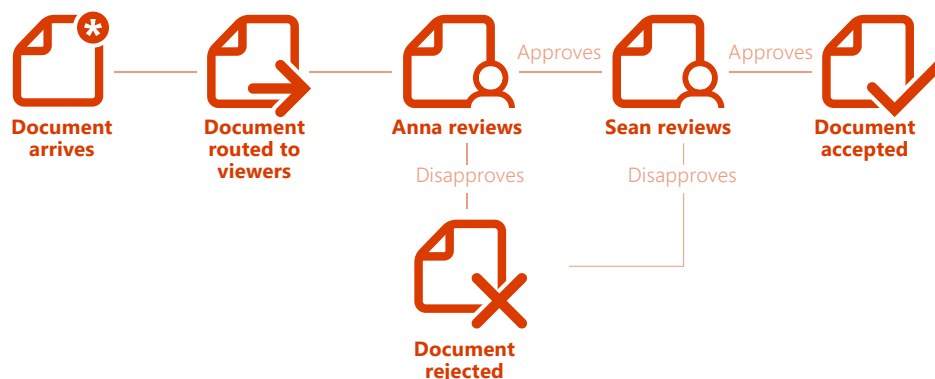 *
Approves
Approves
Document
arrives
Document
routed to
viewers
Anna reviews
Sean reviews
Document
accepted
Disapproves
Disapproves
Document
rejected